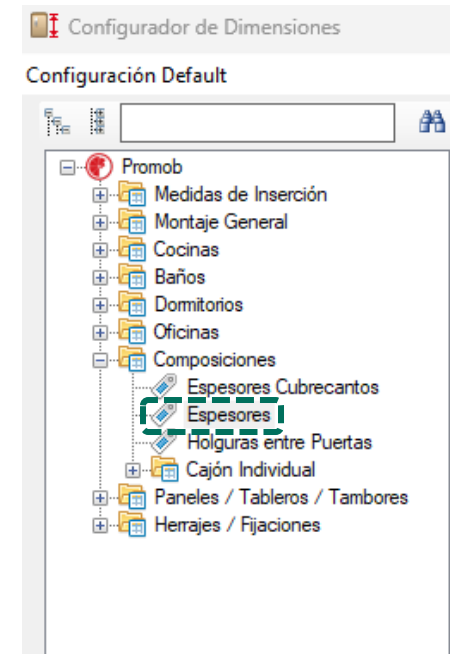 Configurador de Dimensiones
Configuración Default
Promob
Medidas de Inserción
Montaje General
Cocinas
Baños
Dormitorios
Oficinas
Composiciones
Espesores Cubrecantos
Espesores
Holguras entre Puertas
Cajón Individual
Paneles / Tableros / Tambores
Herrajes / Fijaciones